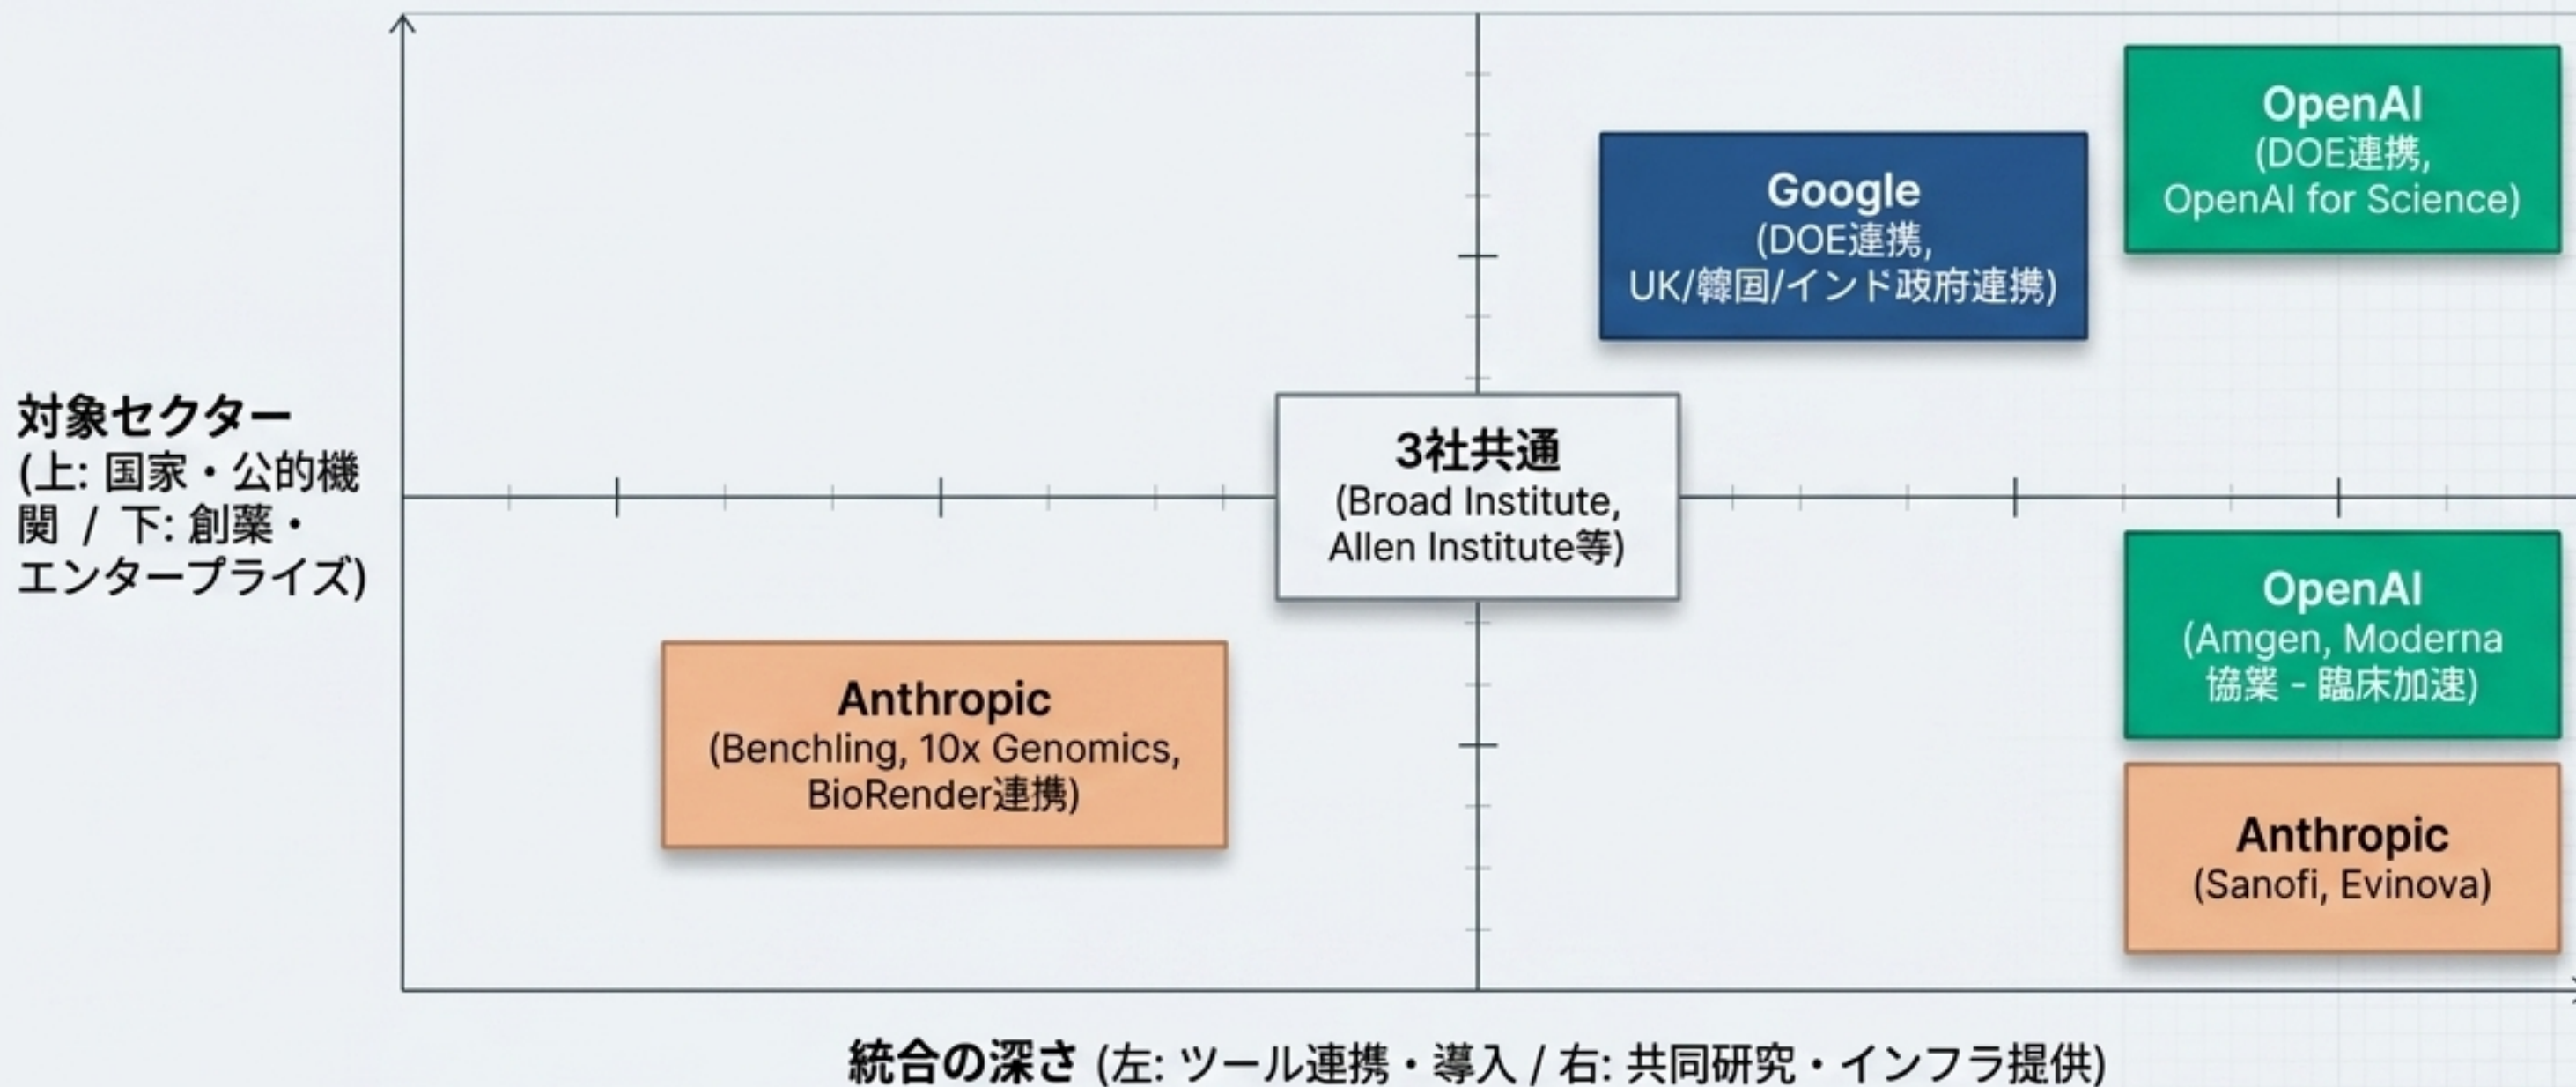 OpenAI
(DOE連携,
OpenAI for Science)
Google
(DOE連携,
UK/韓国/インド政府連携)
対象セクター
(上: 国家・公的機
関 / 下: 創薬・
エンタープライズ)
3社共通
(Broad Institute,
Allen Institute等)
OpenAI
(Amgen, Moderna
協業 - 臨床加速)
Anthropic
(Benchling, 10x Genomics,
BioRender連携)
Anthropic
(Sanofi, Evinova)
統合の深さ (左: ツール連携・導入 / 右: 共同研究・インフラ提供)